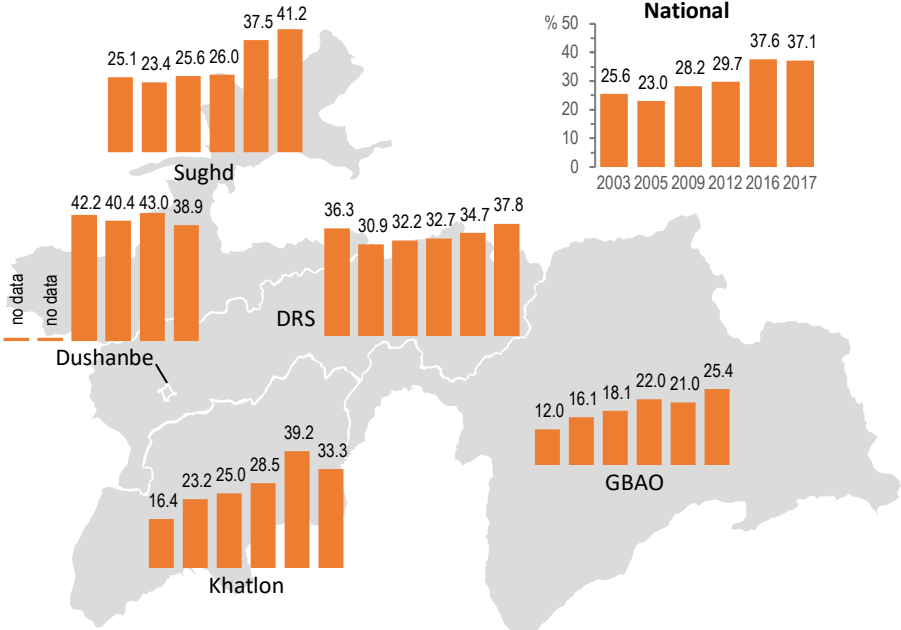 National
% 50
40
30
20
10
0
25.6 23.0 28.2 29.7 37.6 37.1
2003 2005 2009 2012 2016 2017
25.1 23.4 25.6 26.0 37.5 41.2
Sughd
no data no data 42.2 40.4 43.0 38.9
Dushanbe
36.3 30.9 32.2 32.7 34.7 37.8
DRS
12.0 16.1 18.1 22.0 21.0 25.4
GBAO
16.4 23.2 25.0 28.5 39.2 33.3
Khatlon